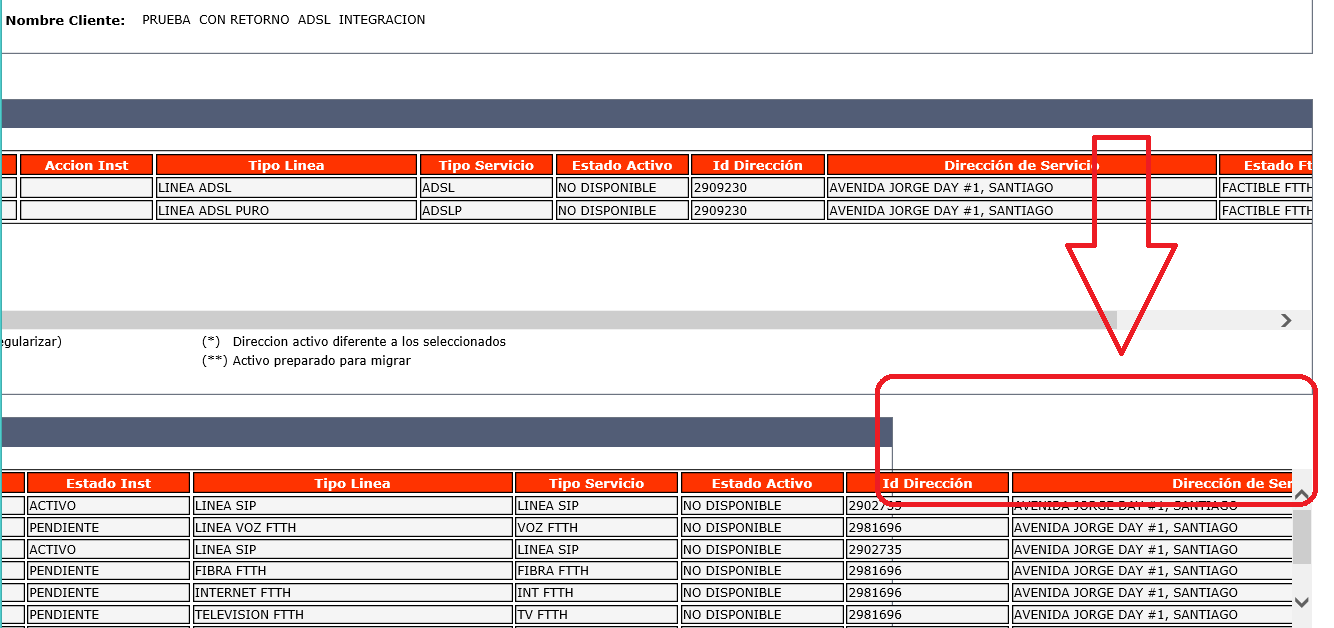 Nombre Cliente: PRUEBA CON RETORNO ADSL INTEGRACION
Accion Inst Tipo Linea Tipo Servicio Estado Activo Id Dirección Dirección de Servicio Estado Ft
LINEA ADSL ADSL NO DISPONIBLE 2909230 AVENIDA JORGE DAY #1, SANTIAGO FACTIBLE FTTH
LINEA ADSL PURO ADSLP NO DISPONIBLE 2909230 AVENIDA JORGE DAY #1, SANTIAGO FACTIBLE FTTH
egularizar) (*) Direccion activo diferente a los seleccionados
(**) Activo preparado para migrar
Estado Inst Tipo Linea Tipo Servicio Estado Activo Id Dirección Dirección de Ser
ACTIVO LINEA SIP LINEA SIP NO DISPONIBLE 2902735 AVENIDA JORGE DAY #1, SANTIAGO
PENDIENTE LINEA VOZ FTTH VOZ FTTH NO DISPONIBLE 2981696 AVENIDA JORGE DAY #1, SANTIAGO
ACTIVO LINEA SIP LINEA SIP NO DISPONIBLE 2902735 AVENIDA JORGE DAY #1, SANTIAGO
PENDIENTE FIBRA FTTH FIBRA FTTH NO DISPONIBLE 2981696 AVENIDA JORGE DAY #1, SANTIAGO
PENDIENTE INTERNET FTTH INT FTTH NO DISPONIBLE 2981696 AVENIDA JORGE DAY #1, SANTIAGO
PENDIENTE TELEVISION FTTH TV FTTH NO DISPONIBLE 2981696 AVENIDA JORGE DAY #1, SANTIAGO